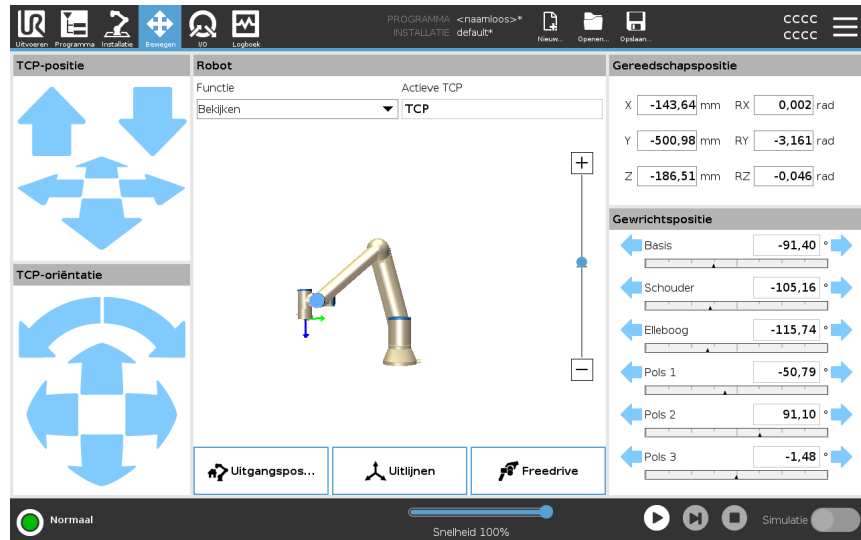 UR
Uitvoeren Programma Installatie Bewegen I/O Logboek
PROGRAMMA <naamloos>*
INSTALLATIE default*
Nieuw... Openen... Opslaan...
cccc
cccc
TCP-positie
Robot
Gereedschapspositie
Functie Actieve TCP
Bekijken TCP
X -143,64 mm RX 0,002 rad
Y -500,98 mm RY -3,161 rad
Z -186,51 mm RZ -0,046 rad
Gewrichtspositie
Basis -91,40 °
TCP-oriëntatie
Schouder -105,16 °
Elleboog -115,74 °
Pols 1 -50,79 °
Pols 2 91,10 °
Pols 3 -1,48 °
Uitgangspos... Uitlijnen Freedrive
Normaal
Snelheid 100%
Simulatie